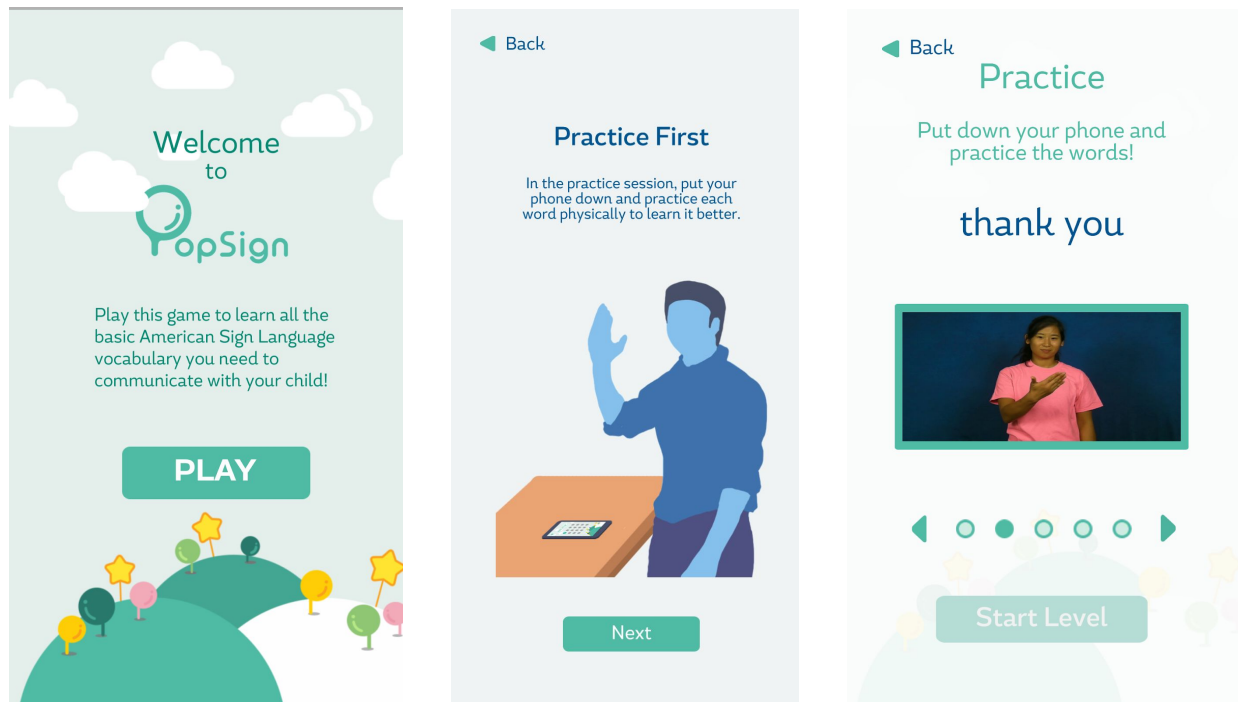 Welcome
to
PopSign
Play this game to learn all the
basic American Sign Language
vocabulary you need to
communicate with your child!
PLAY
Back
Practice First
In the practice session, put your
phone down and practice each
word physically to learn it better.
Next
Back
Practice
Put down your phone and
practice the words!
thank you
Start Level